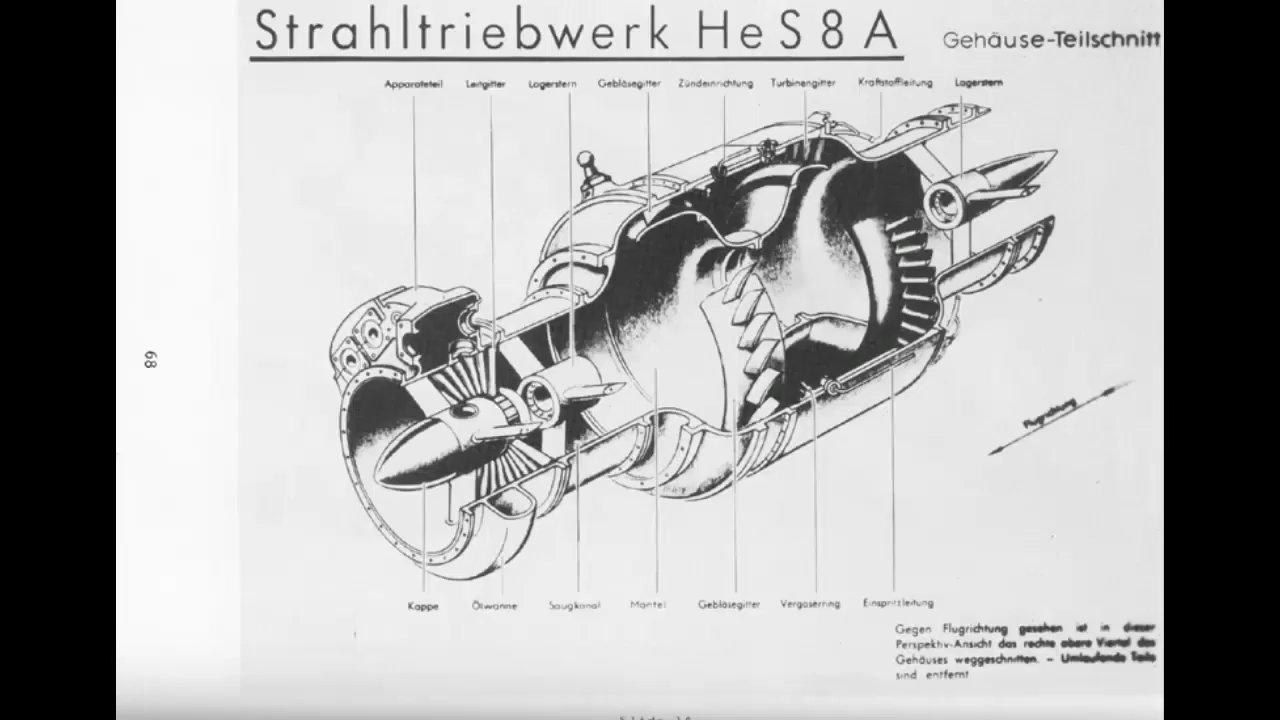 Strahltriebwerk HeS 8 A
Gehäuse-Teilschnitt
Apparateteil Leitgitter Lagerstern Gebläsegitter Zündeinrichtung Turbinengitter Kraftstoffleitung Lagerstern
68
Flugrichtung
Kappe Ölwanne Saugkanal Mantel Gebläsegitter Vergaserring Einspritzleitung
Gegen Flugrichtung gesehen ist in dieser
Perspektiv-Ansicht das rechte obere Viertel des
Gehäuses weggeschnitten. – Umlaufende Teile
sind entfernt